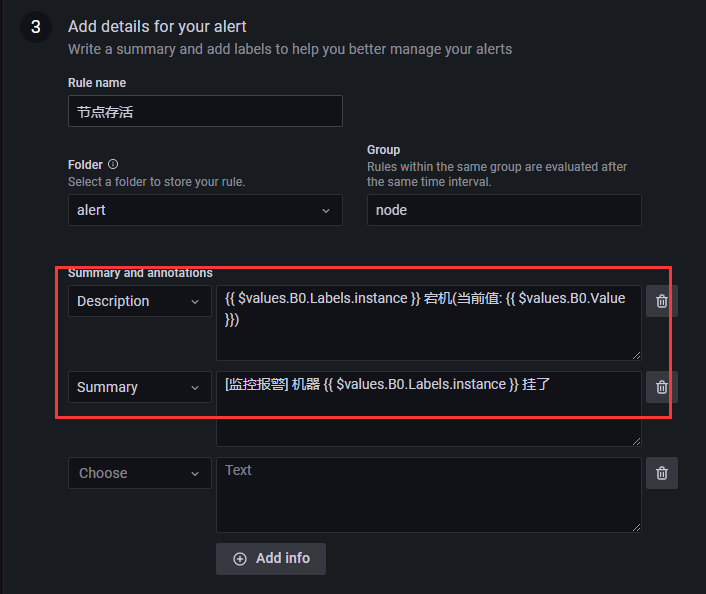 3
Add details for your alert
Write a summary and add labels to help you better manage your alerts
Rule name
节点存活
Folder
Select a folder to store your rule.
alert
Group
Rules within the same group are evaluated after
the same time interval.
node
Summary and annotations
Description
{{ $values.B0.Labels.instance }} 宕机(当前值: {{ $values.B0.Value
}})
Summary
[监控报警] 机器 {{ $values.B0.Labels.instance }} 挂了
Choose
Text
Add info